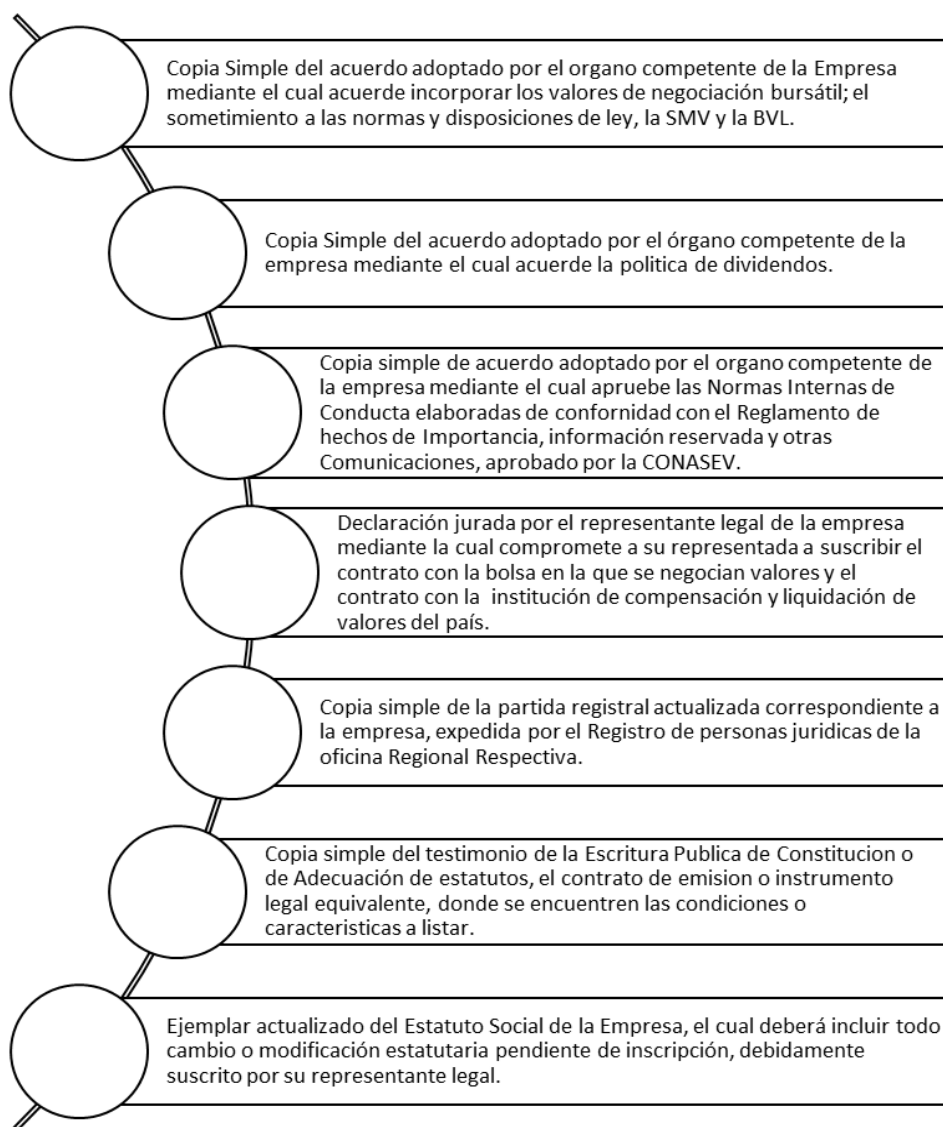 Copia Simple del acuerdo adoptado por el organo competente de la Empresa
mediante el cual acuerde incorporar los valores de negociación bursátil; el
sometimiento a las normas y disposiciones de ley, la SMV y la BVL.
Copia Simple del acuerdo adoptado por el órgano competente de la
empresa mediante el cual acuerde la politica de dividendos.
Copia simple de acuerdo adoptado por el organo competente de
la empresa mediante el cual apruebe las Normas Internas de
Conducta elaboradas de confornidad con el Reglamento de
hechos de Importancia, información reservada y otras
Comunicaciones, aprobado por la CONASEV.
Declaración jurada por el representante legal de la empresa
mediante la cual compromete a su representada a suscribir el
contrato con la bolsa en la que se negocian valores y el
contrato con la institución de compensación y liquidación de
valores del país.
Copia simple de la partida registral actualizada correspondiente a
la empresa, expedida por el Registro de personas juridicas de la
oficina Regional Respectiva.
Copia simple del testimonio de la Escritura Publica de Constitucion o
de Adecuación de estatutos, el contrato de emision o instrumento
legal equivalente, donde se encuentren las condiciones o
caracteristicas a listar.
Ejemplar actualizado del Estatuto Social de la Empresa, el cual deberá incluir todo
cambio o modificación estatutaria pendiente de inscripción, debidamente
suscrito por su representante legal.